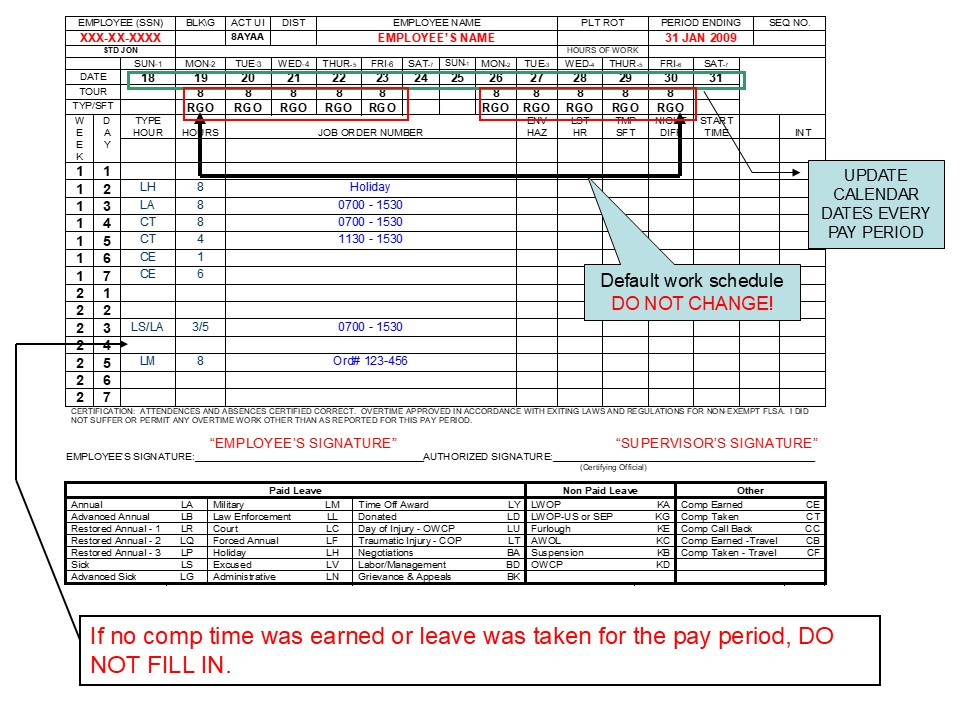 EMPLOYEE (SSN) BLK\G ACT UI DIST EMPLOYEE NAME PLT ROT PERIOD ENDING SEQ NO.
XXX-XX-XXXX 8AYAA EMPLOYEE'S NAME 31 JAN 2009
STD JON HOURS OF WORK
SUN-1 MON-2 TUE-3 WED-4 THUR-5 FRI-6 SAT-7 SUN-1 MON-2 TUE-3 WED-4 THUR-5 FRI-6 SAT-7
DATE 18 19 20 21 22 23 24 25 26 27 28 29 30 31
TOUR 8 8 8 8 8 8 8 8 8 8
TYP/SFT RGO RGO RGO RGO RGO RGO RGO RGO RGO RGO
WEEK DAY TYPE HOUR HOURS JOB ORDER NUMBER ENV HAZ LST HR TMP SFT NIGHT DIFF START TIME INT
1 1
1 2 LH 8 Holiday
1 3 LA 8 0700 - 1530
1 4 CT 8 0700 - 1530
1 5 CT 4 1130 - 1530
1 6 CE 1
1 7 CE 6
2 1
2 2
2 3 LS/LA 3/5 0700 - 1530
2 4
2 5 LM 8 Ord# 123-456
2 6
2 7
UPDATE
CALENDAR
DATES EVERY
PAY PERIOD
Default work schedule
DO NOT CHANGE!
CERTIFICATION: ATTENDENCES AND ABSENCES CERTIFIED CORRECT. OVERTIME APPROVED IN ACCORDANCE WITH EXITING LAWS AND REGULATIONS FOR NON-EXEMPT FLSA. I DID
NOT SUFFER OR PERMIT ANY OVERTIME WORK OTHER THAN AS REPORTED FOR THIS PAY PERIOD.
“EMPLOYEE’S SIGNATURE” “SUPERVISOR’S SIGNATURE”
EMPLOYEE'S SIGNATURE: AUTHORIZED SIGNATURE:
(Certifying Official)
Paid Leave Non Paid Leave Other
Annual LA Military LM Time Off Award LY LWOP KA Comp Earned CE
Advanced Annual LB Law Enforcement LL Donated LD LWOP-US or SEP KG Comp Taken CT
Restored Annual - 1 LR Court LC Day of Injury - OWCP LU Furlough KE Comp Call Back CC
Restored Annual - 2 LQ Forced Annual LF Traumatic Injury - COP LT AWOL KC Comp Earned -Travel CB
Restored Annual - 3 LP Holiday LH Negotiations BA Suspension KB Comp Taken - Travel CF
Sick LS Excused LV Labor/Management BD OWCP KD
Advanced Sick LG Administrative LN Grievance & Appeals BK
If no comp time was earned or leave was taken for the pay period, DO
NOT FILL IN.